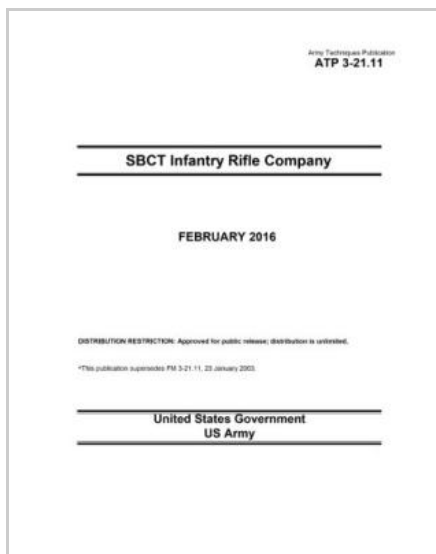 Army Techniques Publication
ATP 3-21.11
SBCT Infantry Rifle Company
FEBRUARY 2016
DISTRIBUTION RESTRICTION: Approved for public release; distribution is unlimited.
*This publication supersedes FM 3-21.11, 23 January 2003.
United States Government
US Army